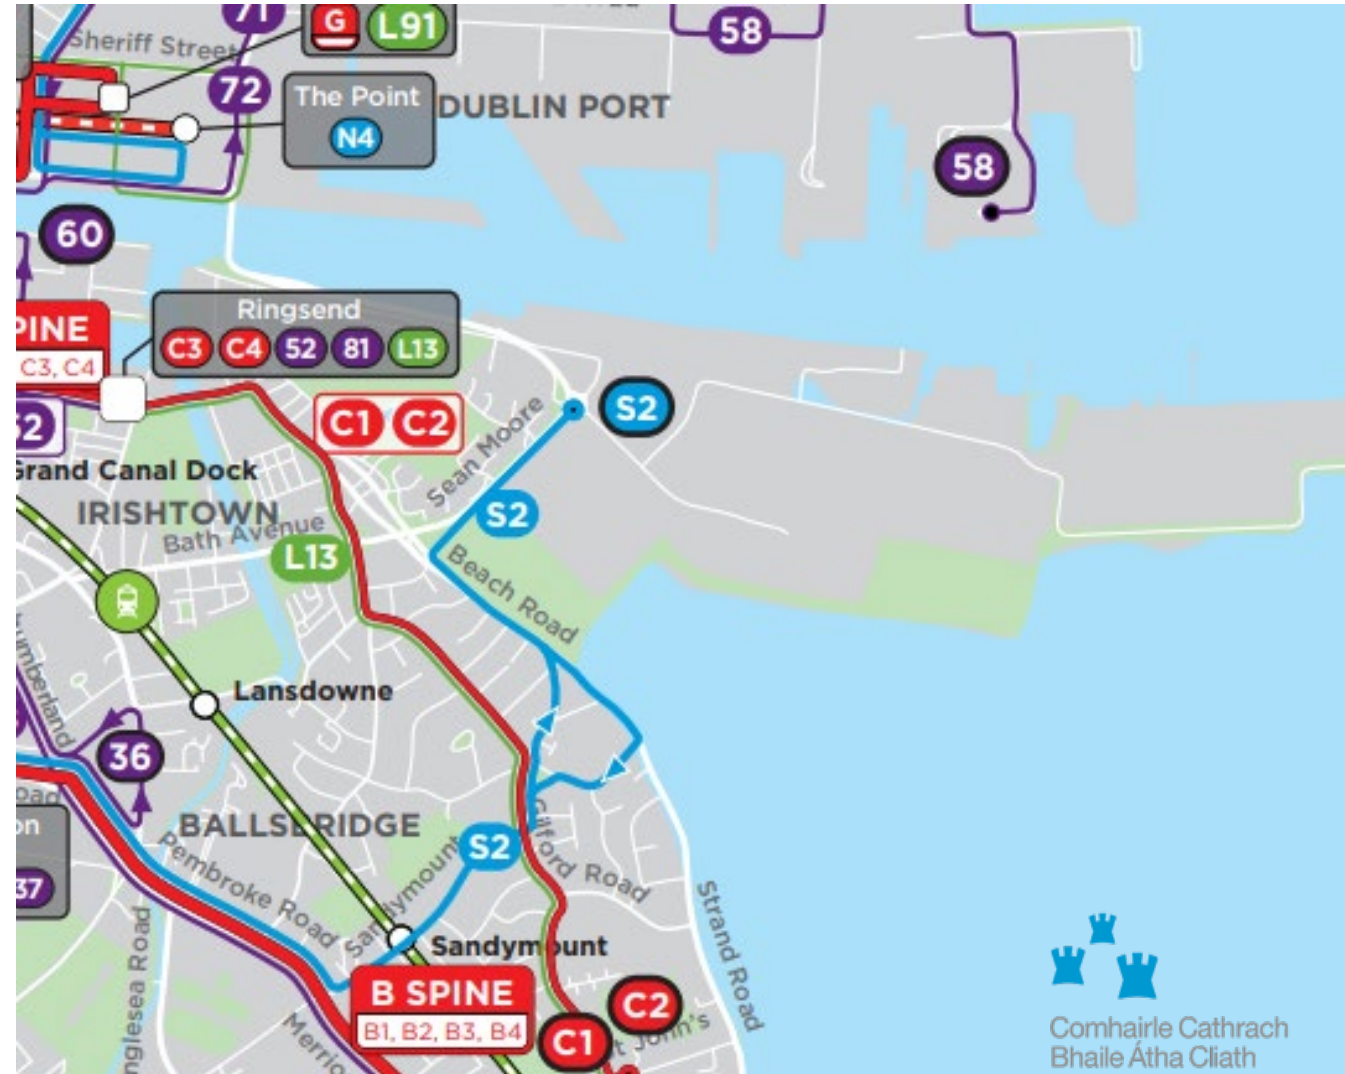 71
Sheriff Street
G L91
72
The Point
N4
58
DUBLIN PORT
58
60
PINE
C3, C4
Ringsend
C3 C4 52 81 L13
C1 C2
S2
Sean Moore
Grand Canal Dock
IRISHTOWN
Bath Avenue
L13
S2
Beach Road
Lansdowne
36
BALLSBRIDGE
S2
Gilford Road
Pembroke Road
Sandymount
Strand Road
37
Sandymount
B SPINE
B1, B2, B3, B4
C2
C1
Comhairle Cathrach
Bhaile Átha Cliath